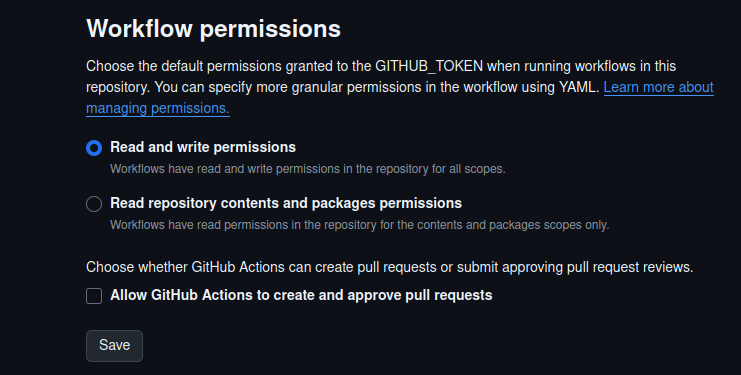 Workflow permissions
Choose the default permissions granted to the GITHUB_TOKEN when running workflows in this
repository. You can specify more granular permissions in the workflow using YAML. Learn more about
managing permissions.
Read and write permissions
Workflows have read and write permissions in the repository for all scopes.
Read repository contents and packages permissions
Workflows have read permissions in the repository for the contents and packages scopes only.
Choose whether GitHub Actions can create pull requests or submit approving pull request reviews.
Allow GitHub Actions to create and approve pull requests
Save